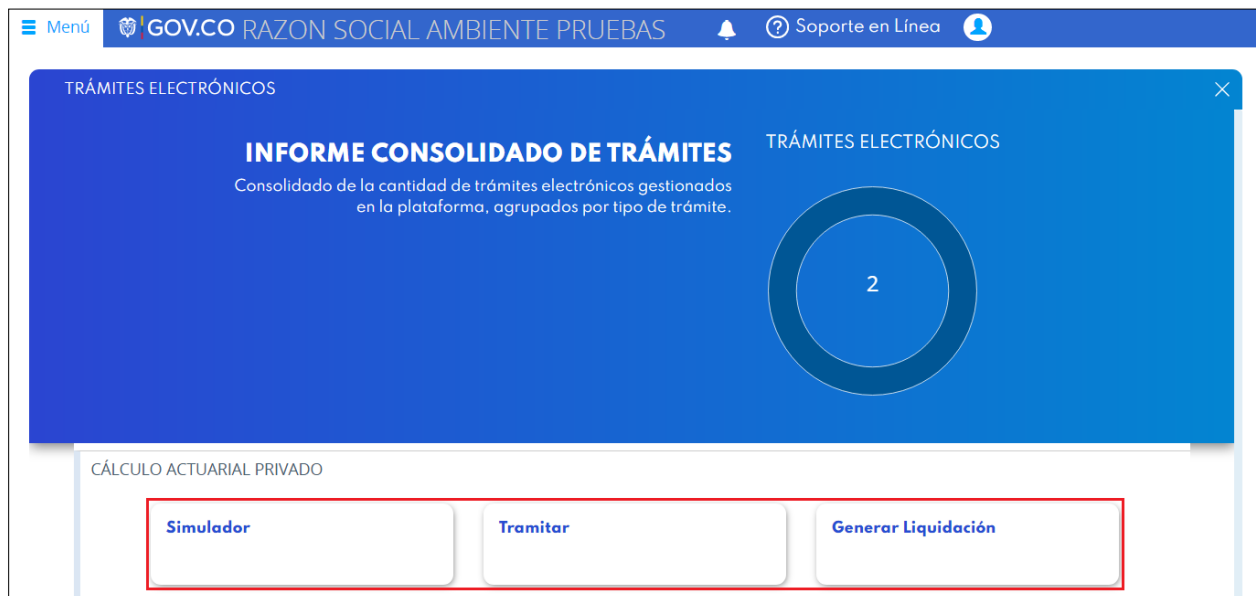 Menú
GOV.CO RAZON SOCIAL AMBIENTE PRUEBAS
Soporte en Línea
TRÁMITES ELECTRÓNICOS
INFORME CONSOLIDADO DE TRÁMITES
Consolidado de la cantidad de trámites electrónicos gestionados
en la plataforma, agrupados por tipo de trámite.
TRÁMITES ELECTRÓNICOS
2
CÁLCULO ACTUARIAL PRIVADO
Simulador
Tramitar
Generar Liquidación